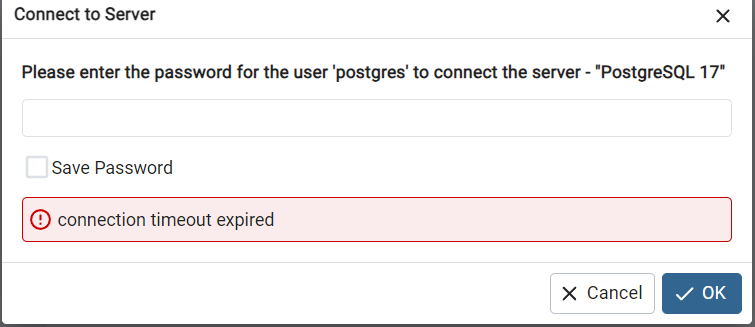 Connect to Server
Please enter the password for the user 'postgres' to connect the server - "PostgreSQL 17"
Save Password
connection timeout expired
Cancel
OK